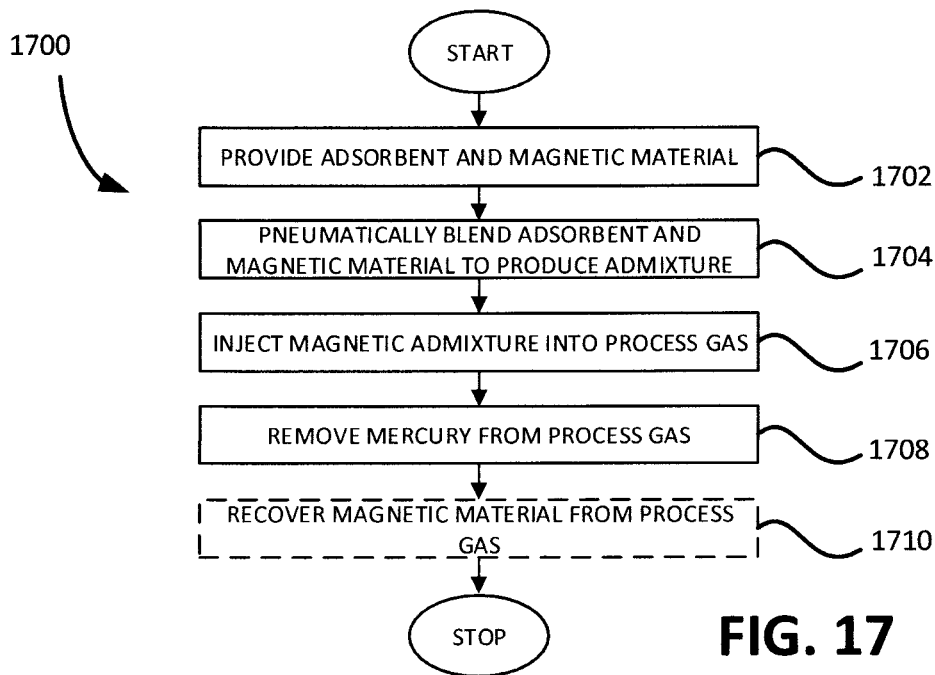 1700
START
PROVIDE ADSORBENT AND MAGNETIC MATERIAL
1702
PNEUMATICALLY BLEND ADSORBENT AND
MAGNETIC MATERIAL TO PRODUCE ADMIXTURE
1704
INJECT MAGNETIC ADMIXTURE INTO PROCESS GAS
1706
REMOVE MERCURY FROM PROCESS GAS
1708
RECOVER MAGNETIC MATERIAL FROM PROCESS
GAS
1710
STOP
FIG. 17